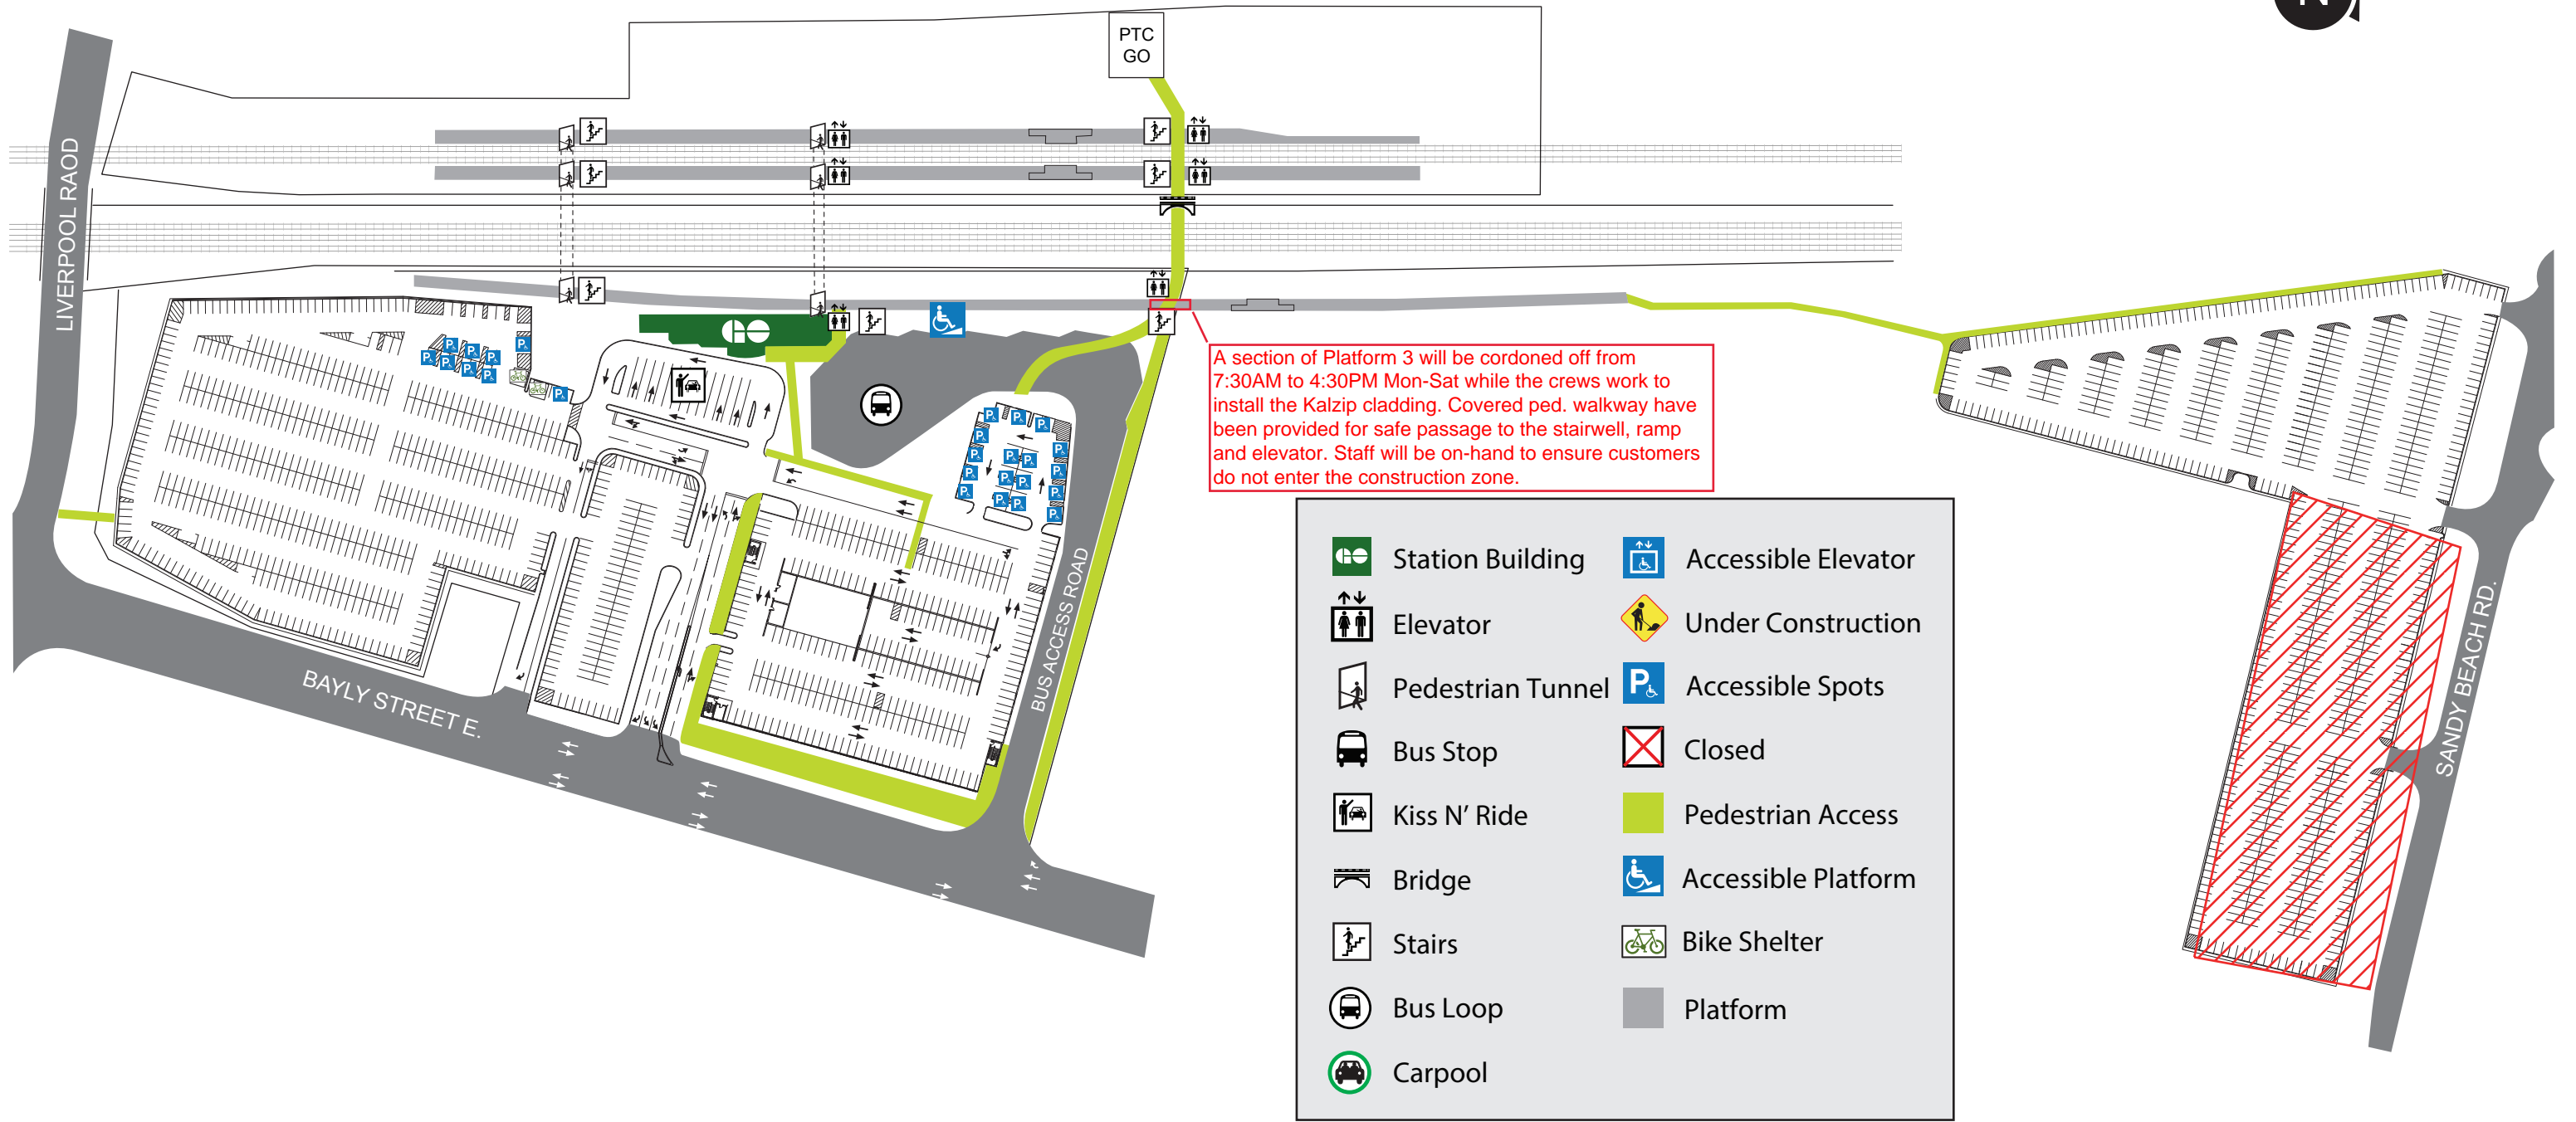 PTC
GO
LIVERPOOL RAOD
A section of Platform 3 will be cordoned off from
7:30AM to 4:30PM Mon-Sat while the crews work to
install the Kalzip cladding. Covered ped. walkway have
been provided for safe passage to the stairwell, ramp
and elevator. Staff will be on-hand to ensure customers
do not enter the construction zone.
BUS ACCESS ROAD
BAYLY STREET E.
SANDY BEACH RD.
Station Building
Accessible Elevator
Elevator
Under Construction
Pedestrian Tunnel
Accessible Spots
Bus Stop
Closed
Kiss N' Ride
Pedestrian Access
Bridge
Accessible Platform
Stairs
Bike Shelter
Bus Loop
Platform
Carpool